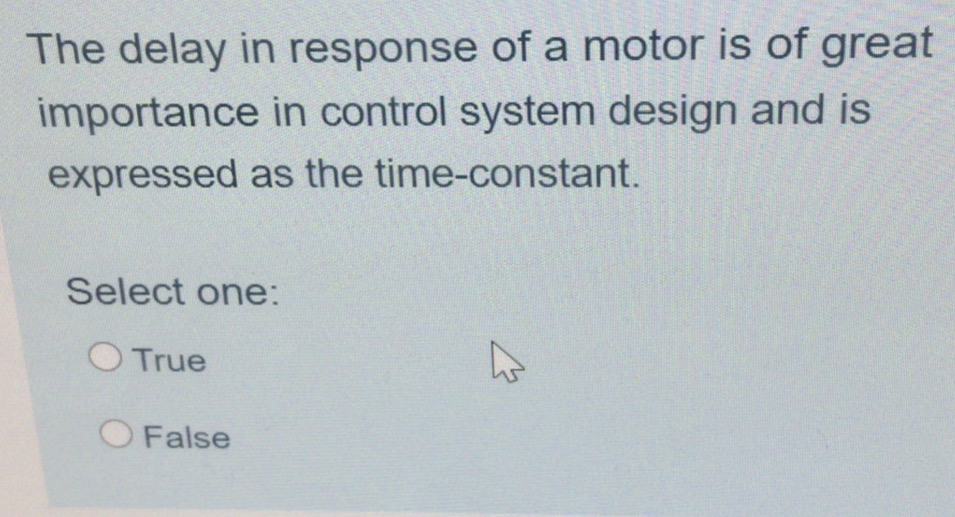 The delay in response of a motor is of great
importance in control system design and is
expressed as the time-constant.
Select one:
True
False